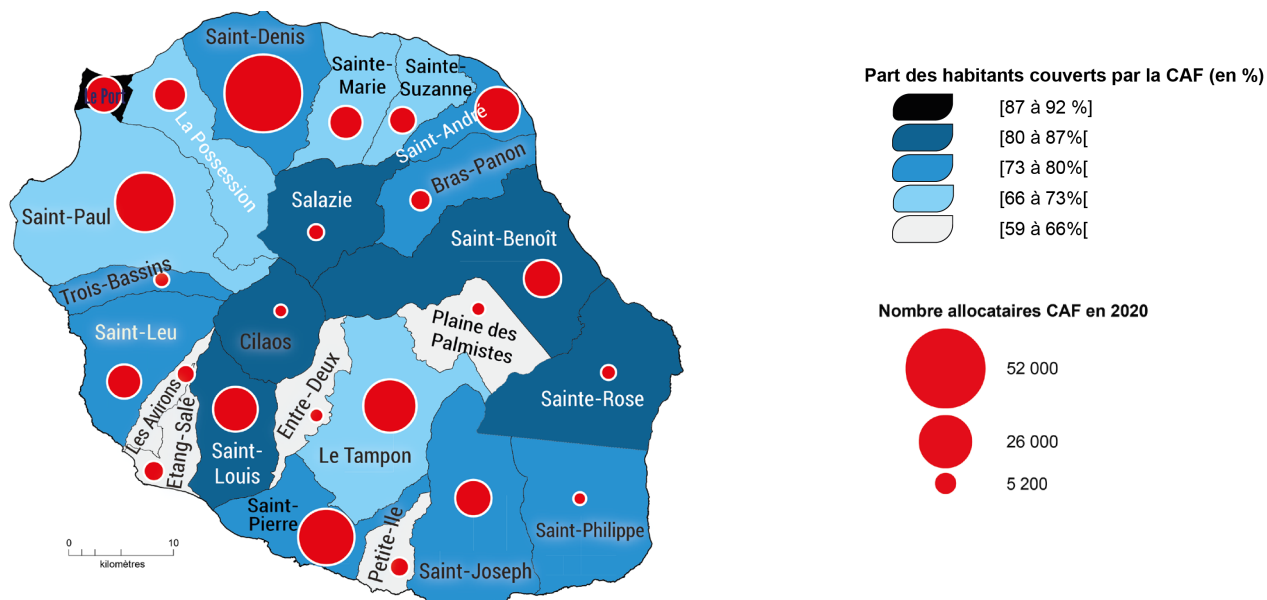 Saint-Denis
Sainte-
Marie
Sainte-
Suzanne
Le Port
La Possession
Saint-André
Bras-Panon
Salazie
Saint-Paul
Saint-Benoît
Trois-Bassins
Plaine des
Palmistes
Saint-Leu
Cilaos
Les Avirons
Etang-Salé
Entre-Deux
Sainte-Rose
Saint-
Louis
Le Tampon
Saint-
Pierre
Petite-Ile
Saint-Joseph
Saint-Philippe
0 10
kilomètres
Part des habitants couverts par la CAF (en %)
[87 à 92 %]
[80 à 87%[
[73 à 80%[
[66 à 73%[
[59 à 66%[
Nombre allocataires CAF en 2020
52 000
26 000
5 200